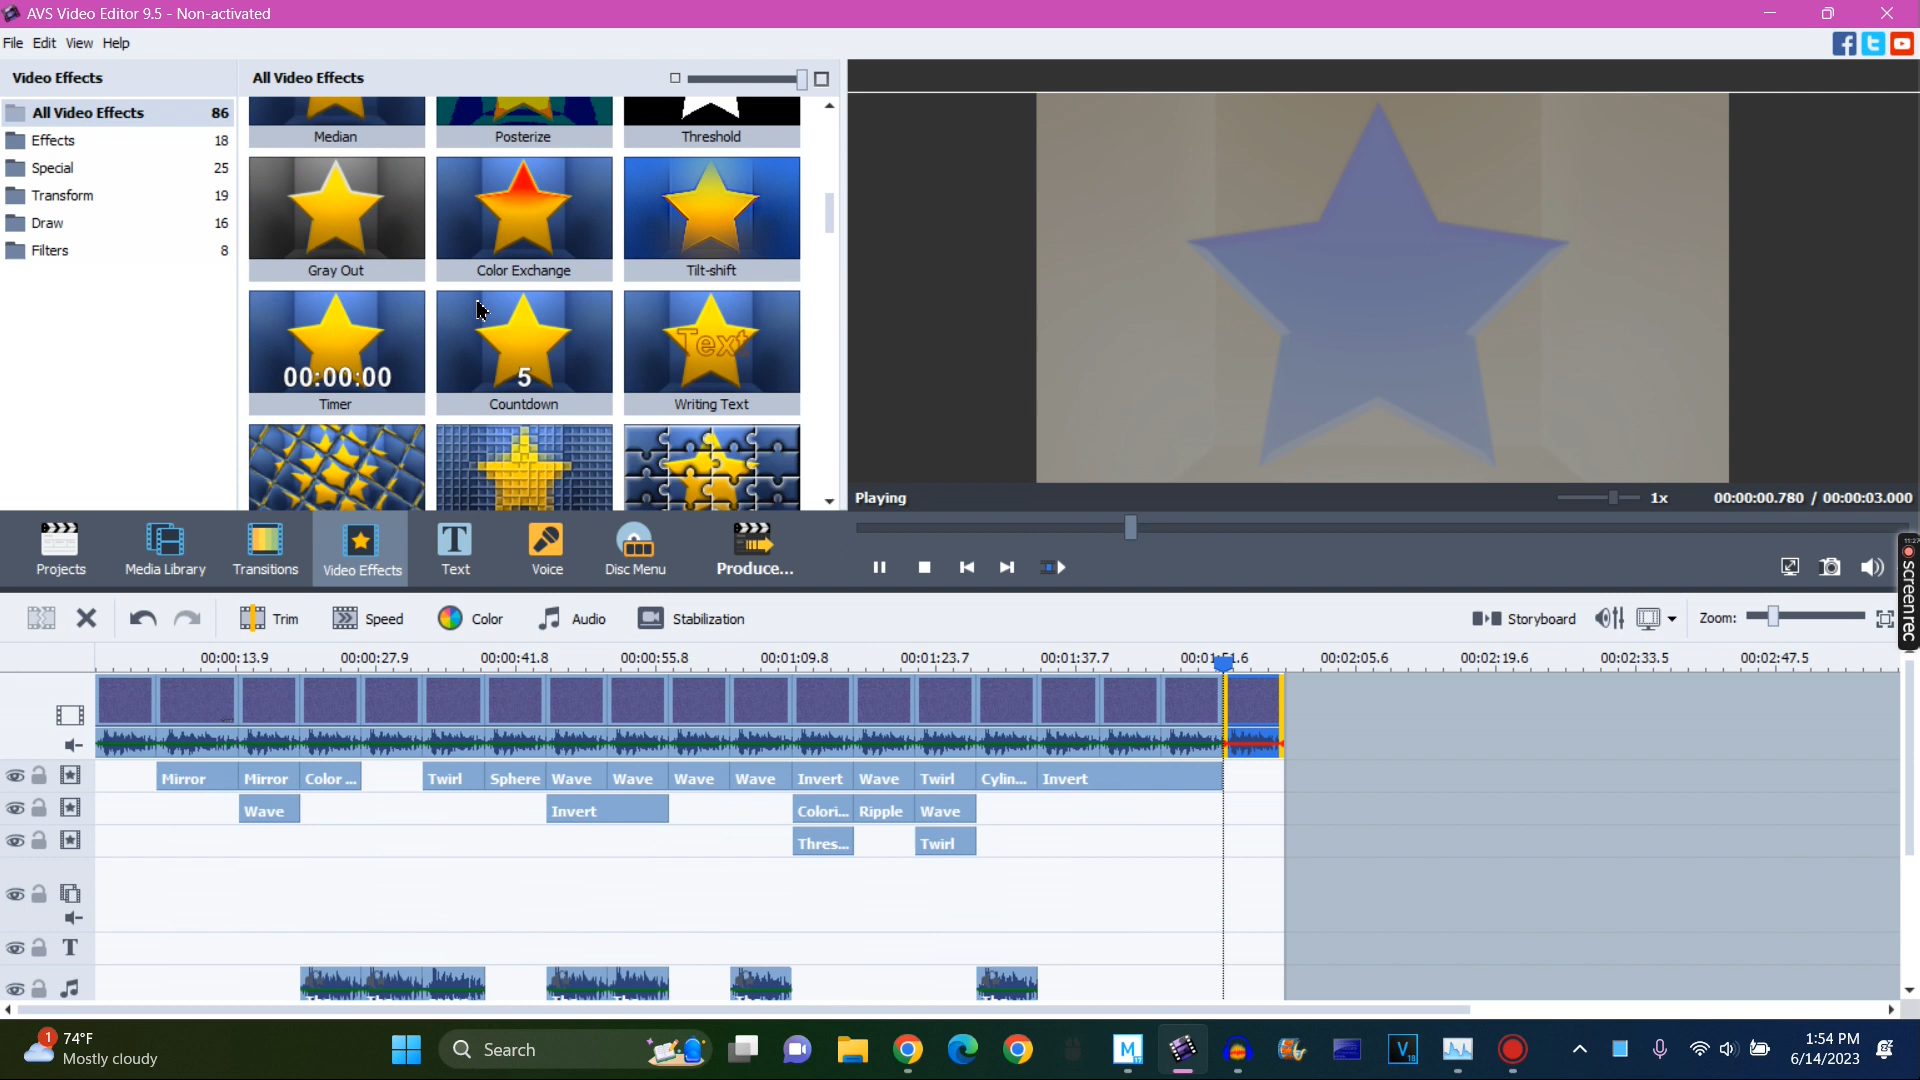 AVS Video Editor 9.5 - Non-activated
File Edit View Help
Video Effects
All Video Effects
All Video Effects 86
Effects 18
Special 25
Transform 19
Draw 16
Filters 8
Median
Posterize
Threshold
Gray Out
Color Exchange
Tilt-shift
00:00:00
5
Text
Timer
Countdown
Writing Text
Playing
1x
00:00:00.780 / 00:00:03.000
Projects
Media Library
Transitions
Video Effects
Text
Voice
Disc Menu
Produce...
screenrec
Trim
Speed
Color
Audio
Stabilization
Storyboard
Zoom:
00:00:13.9 00:00:27.9 00:00:41.8 00:00:55.8 00:01:09.8 00:01:23.7 00:01:37.7 00:02:05.6 00:02:19.6 00:02:33.5 00:02:47.5
Mirror Mirror Color ... Twirl Sphere Wave Wave Wave Wave Invert Wave Twirl Cylin... Invert
Wave Invert Colori... Ripple Wave
Thres... Twirl
T
1
74°F
Mostly cloudy
Search
1:54 PM
6/14/2023